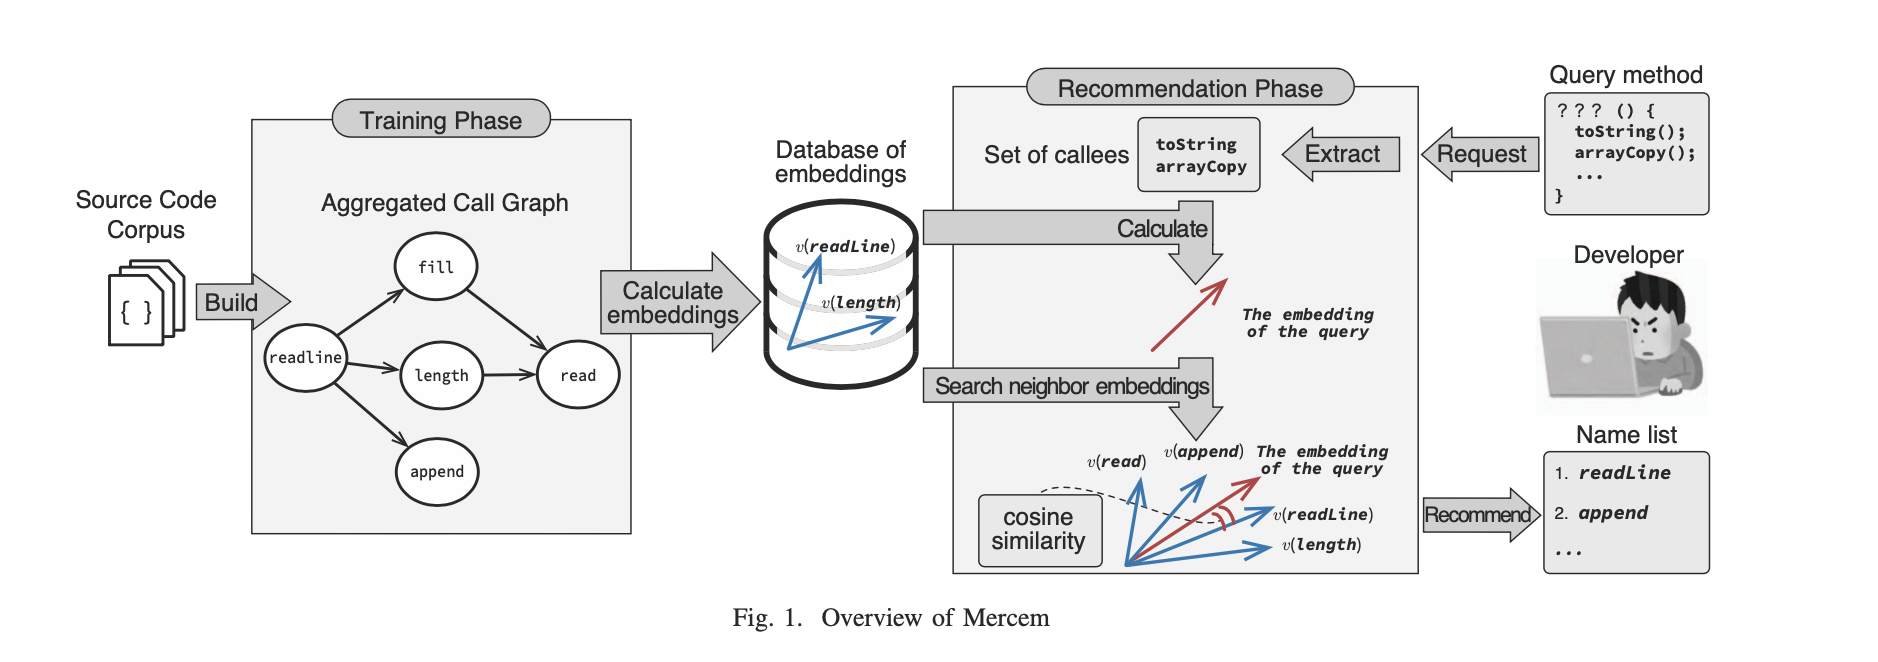 Source Code
Corpus
{ }
Build
Training Phase
Aggregated Call Graph
fill
readline
length
read
append
Calculate
embeddings
Database of
embeddings
v(readLine)
v(length)
Recommendation Phase
Set of callees
toString
arrayCopy
Extract
Request
Query method
? ? ? () {
toString();
arrayCopy();
...
}
Calculate
The embedding
of the query
Search neighbor embeddings
v(read)
v(append)
The embedding
of the query
v(readLine)
v(length)
cosine
similarity
Developer
Recommend
Name list
1. readLine
2. append
...
Fig. 1. Overview of Mercem